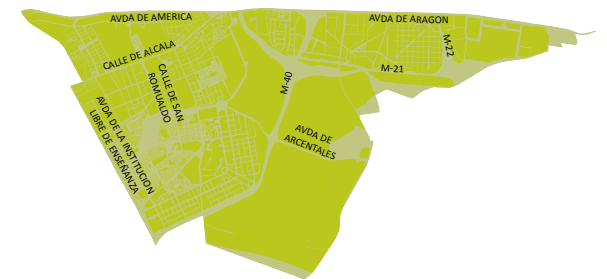 AVDA DE AMERICA
AVDA DE ARAGON
M-22
CALLE DE ALCALA
M-21
M-40
CALLE DE SAN
ROMUALDO
AVDA DE LA INSTITUCION
LIBRE DE ENSEÑANZA
AVDA DE
ARCENTALES